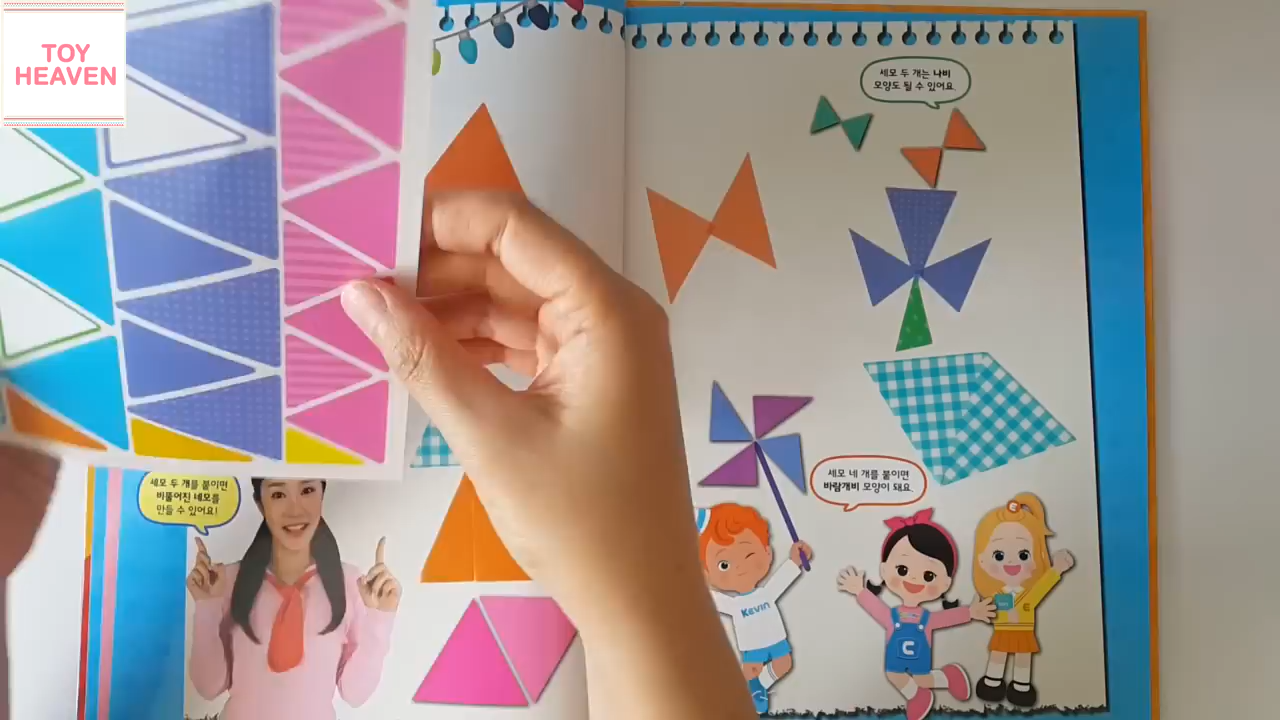 TOY
HEAVEN
세모 두 개는 나비
모양도 될 수 있어요.
세모 네 개를 붙이면
바람개비 모양이 돼요.
세모 두 개를 붙이면
비뚤어진 네모를
만들 수 있어요!
Kevin
C
C
E